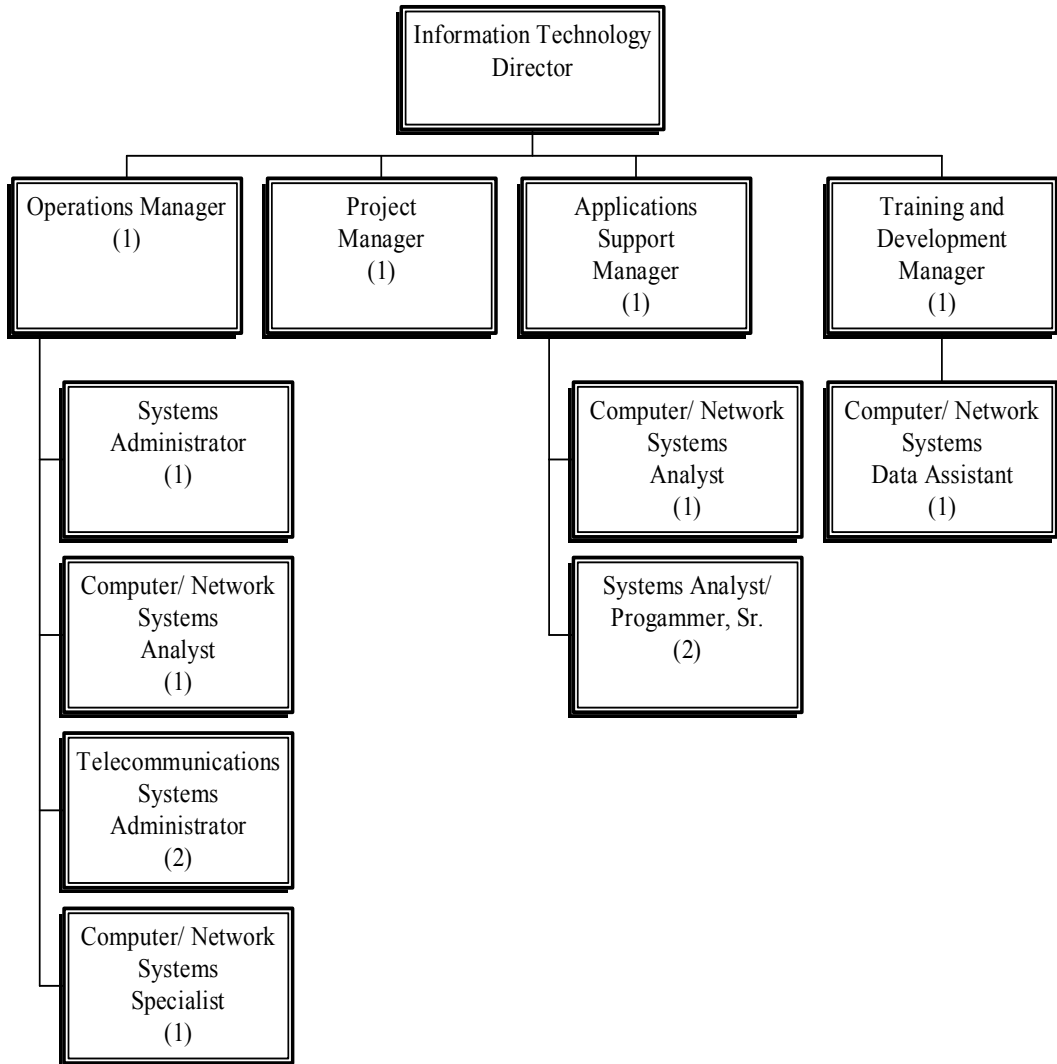 Information Technology
Director
Operations Manager
(1)
Project
Manager
(1)
Applications
Support
Manager
(1)
Training and
Development
Manager
(1)
Systems
Administrator
(1)
Computer/ Network
Systems
Analyst
(1)
Telecommunications
Systems
Administrator
(2)
Computer/ Network
Systems
Specialist
(1)
Computer/ Network
Systems
Analyst
(1)
Systems Analyst/
Progammer, Sr.
(2)
Computer/ Network
Systems
Data Assistant
(1)